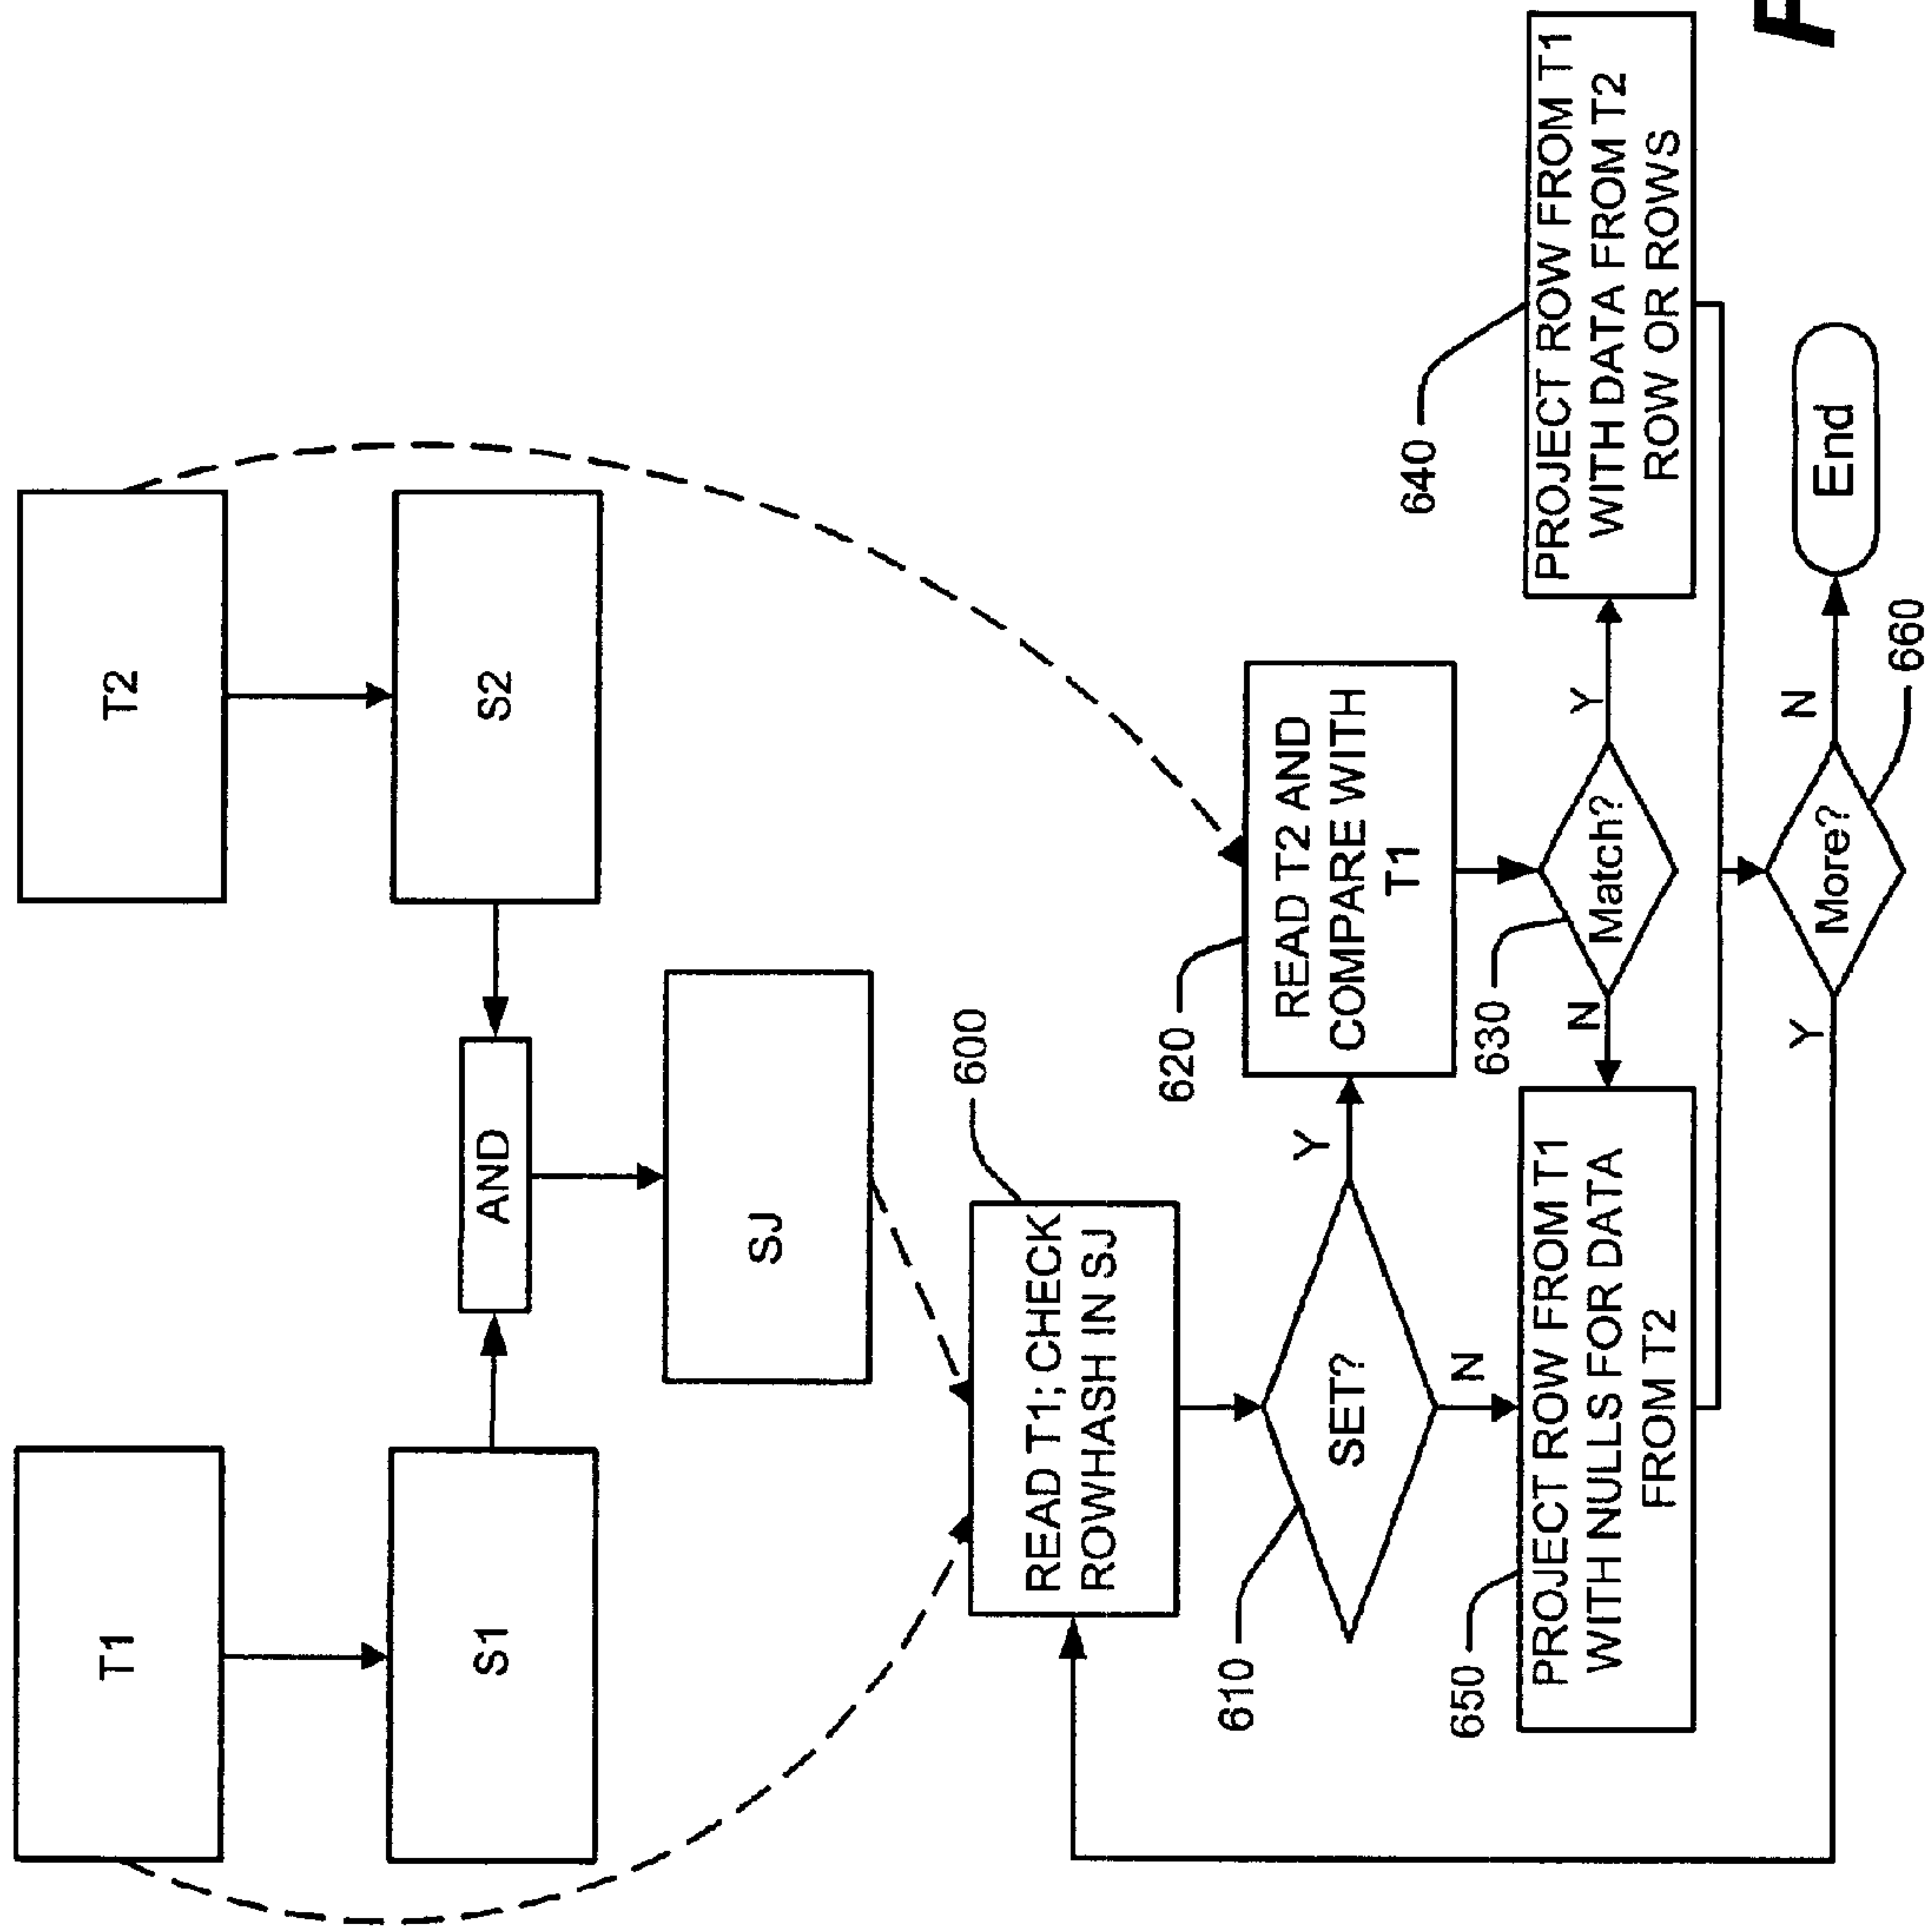 T1
T2
S1
AND
S2
SJ
600
READ T1; CHECK
ROWHASH IN SJ
610
SET?
Y
N
620
READ T2 AND
COMPARE WITH
T1
630
Match?
N
Y
640
PROJECT ROW FROM T1
WITH DATA FROM T2
ROW OR ROWS
650
PROJECT ROW FROM T1
WITH NULLS FOR DATA
FROM T2
Y
More?
N
End
660